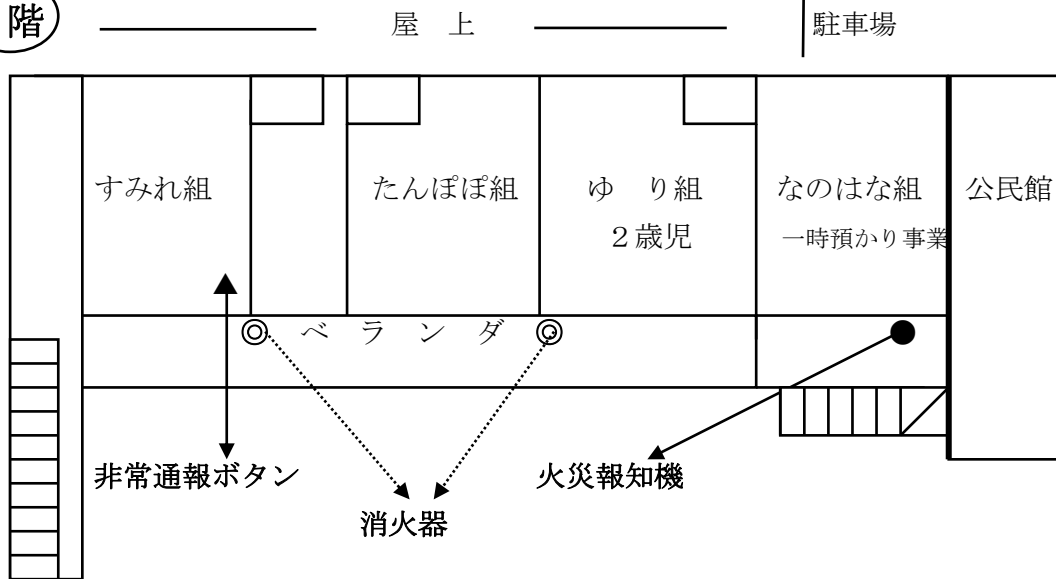 階
屋 上
駐車場
すみれ組
たんぽぽ組
ゆ り組
２歳児
なのはな組
一時預かり事業
公民館
ベ ラ ン ダ
非常通報ボタン
消火器
火災報知機